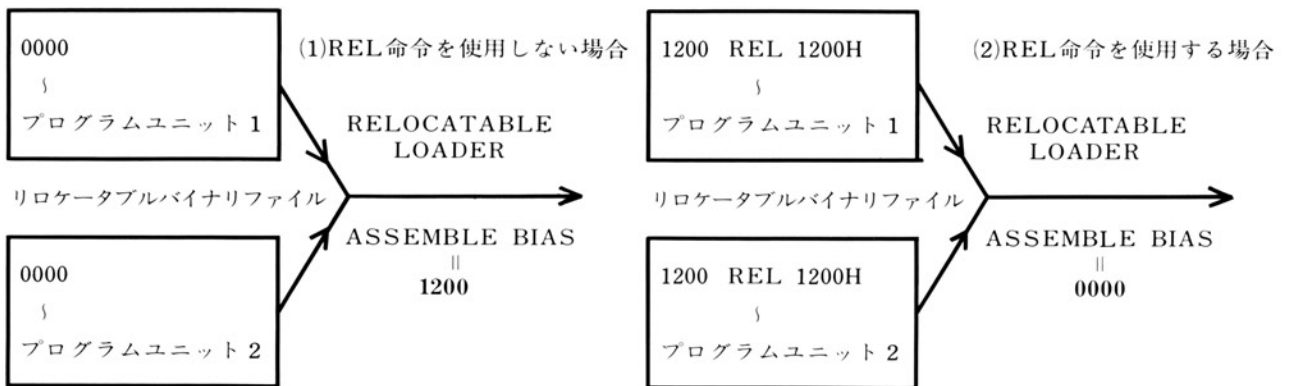 (1)REL命令を使用しない場合
0000
〜
プログラムユニット1
リロケータブルバイナリファイル
0000
〜
プログラムユニット2
RELOCATABLE
LOADER
ASSEMBLE BIAS
=
1200
(2)REL命令を使用する場合
1200 REL 1200H
〜
プログラムユニット1
リロケータブルバイナリファイル
1200 REL 1200H
〜
プログラムユニット2
RELOCATABLE
LOADER
ASSEMBLE BIAS
=
0000